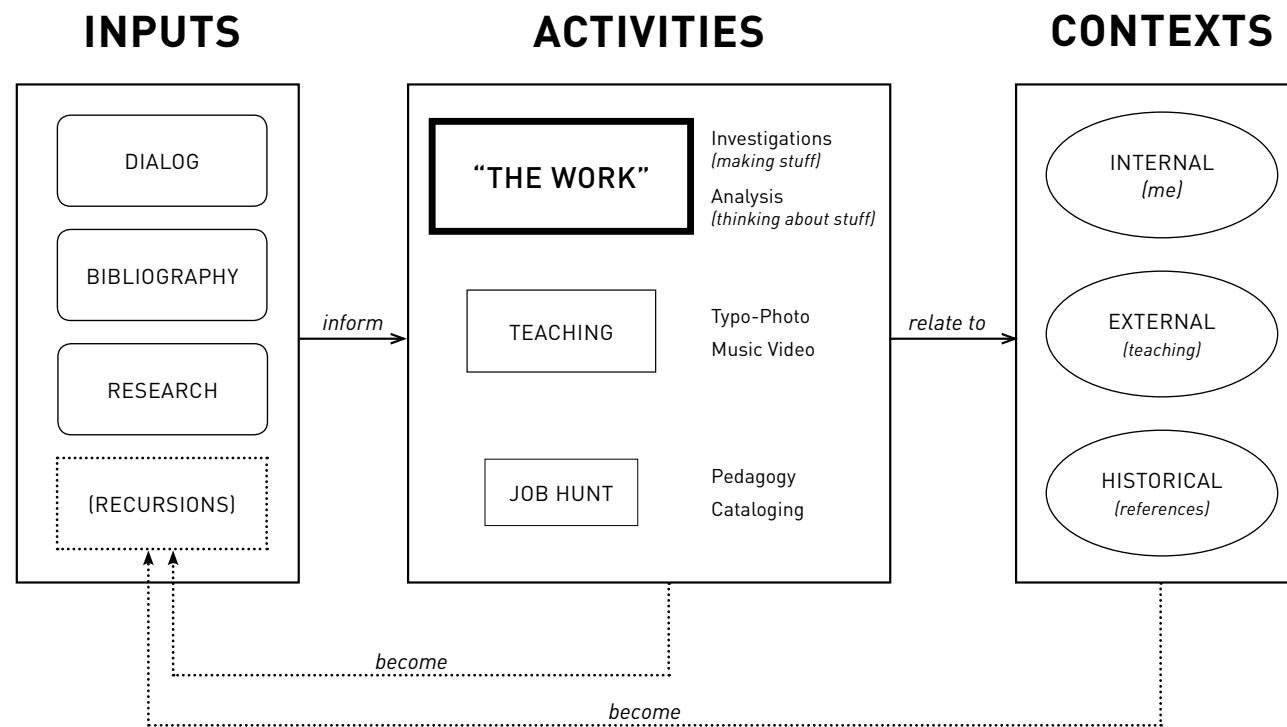 INPUTS
DIALOG
BIBLIOGRAPHY
RESEARCH
(RECURSIONS)
inform
ACTIVITIES
“THE WORK”
Investigations
(making stuff)
Analysis
(thinking about stuff)
TEACHING
Typo-Photo
Music Video
JOB HUNT
Pedagogy
Cataloging
relate to
CONTEXTS
INTERNAL
(me)
EXTERNAL
(teaching)
HISTORICAL
(references)
become
become